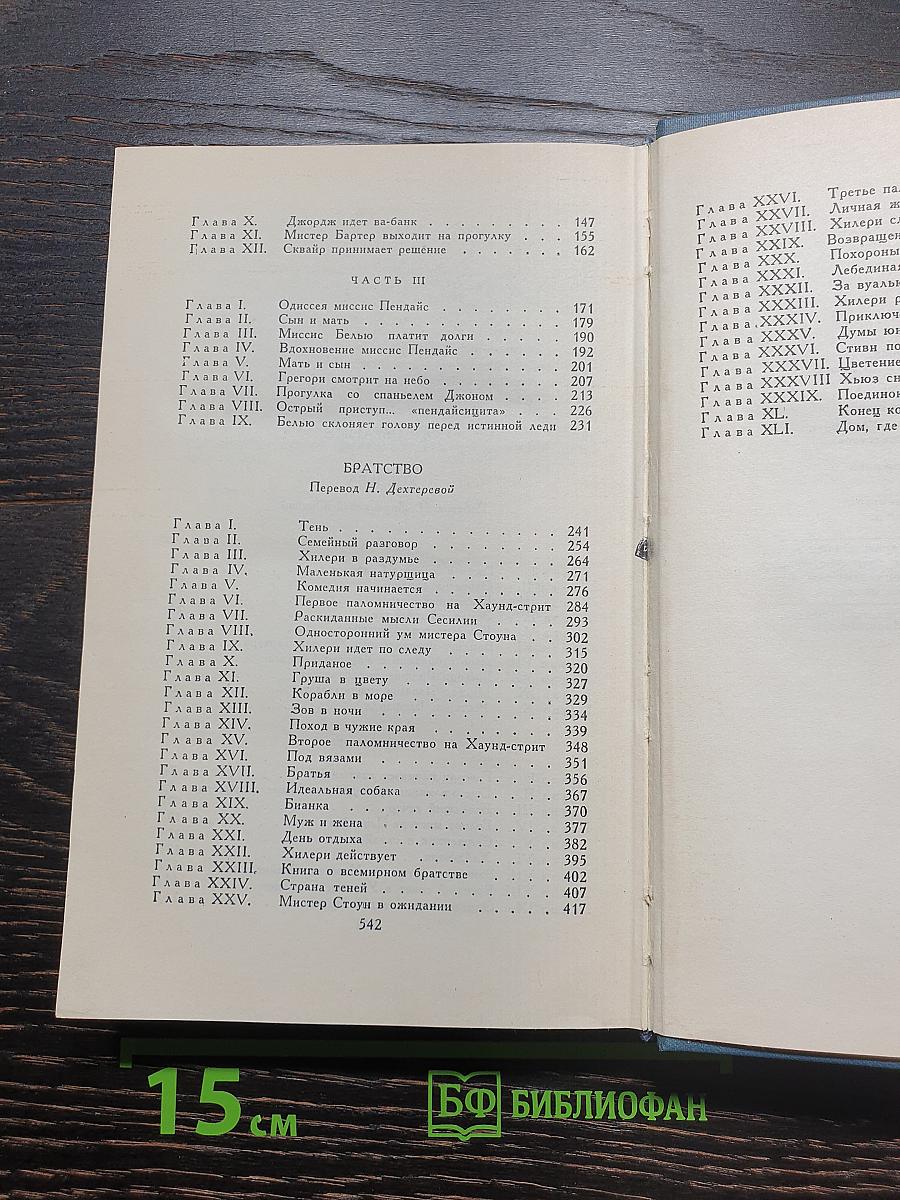 Глава X. Джордж идет ва-банк . . . . . . . . . 147
Глава XI. Мистер Бартер выходит на прогулку . . . 155
Глава XII. Сквайр принимает решение . . . . . . . 162
ЧАСТЬ III
Глава I. Одиссея миссис Пендайс . . . . . . . . 171
Глава II. Сын и мать . . . . . . . . . . . . 179
Глава III. Миссис Белью платит долги . . . . . 190
Глава IV. Вдохновение миссис Пендайс . . . . . . 192
Глава V. Мать и сын . . . . . . . . . . . . 201
Глава VI. Грегори смотрит на небо . . . . . . . 207
Глава VII. Прогулка со спаньелем Джоном . . . . 213
Глава VIII. Острый приступ... «пендайсицита» . . . . 226
Глава IX. Белью склоняет голову перед истинной леди 231
БРАТСТВО
Перевод Н. Дехтеревой
Глава I. Тень . . . . . . . . . . . . . 241
Глава II. Семейный разговор . . . . . . . . 254
Глава III. Хилери в раздумье . . . . . . . . 264
Глава IV. Маленькая натурщица . . . . . . . 271
Глава V. Комедия начинается . . . . . . . . 276
Глава VI. Первое паломничество на Хаунд-стрит 284
Глава VII. Раскиданные мысли Сесилии . . . . . 293
Глава VIII. Односторонний ум мистера Стоуна . . 302
Глава IX. Хилери идет по следу . . . . . . . 315
Глава X. Приданое . . . . . . . . . . . 320
Глава XI. Груша в цвету . . . . . . . . . . 327
Глава XII. Корабли в море . . . . . . . . . 329
Глава XIII. Зов в ночи . . . . . . . . . . . 334
Глава XIV. Поход в чужие края . . . . . . . . 339
Глава XV. Второе паломничество на Хаунд-стрит 348
Глава XVI. Под вязами . . . . . . . . . . 351
Глава XVII. Братья . . . . . . . . . . . . 356
Глава XVIII. Идеальная собака . . . . . . . . 367
Глава XIX. Бианка . . . . . . . . . . . . 370
Глава XX. Муж и жена . . . . . . . . . . 377
Глава XXI. День отдыха . . . . . . . . . . 382
Глава XXII. Хилери действует . . . . . . . . 395
Глава XXIII. Книга о всемирном братстве . . . . 402
Глава XXIV. Страна теней . . . . . . . . . . 407
Глава XXV. Мистер Стоун в ожидании . . . . . 417
542
Глава XXVI. Третье пал
Глава XXVII. Личная ж
Глава XXVIII. Хилери сл
Глава XXIX. Возвращен
Глава XXX. Похороны
Глава XXXI. Лебединая
Глава XXXII. За вуаль
Глава XXXIII. Хилери р
Глава XXXIV. Приключ
Глава XXXV. Думы юн
Глава XXXVI. Стивн по
Глава XXXVII. Цветение
Глава XXXVIII Хьюз сн
Глава XXXIX. Поединок
Глава XL. Конец ко
Глава XLI. Дом, где
15 см
БФ БИБЛИОФАН